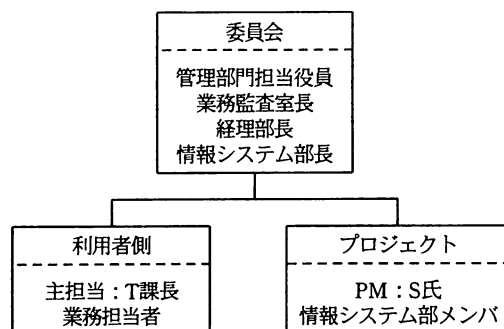 委員会
管理部門担当役員
業務監査室長
経理部長
情報システム部長
利用者側
主担当：T課長
業務担当者
プロジェクト
PM：S氏
情報システム部メンバ